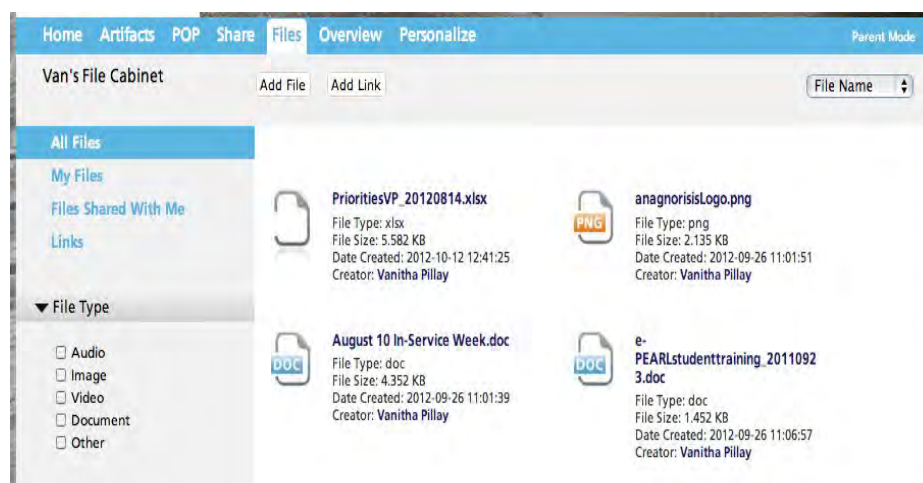 Home Artifacts POP Share Files Overview Personalize Parent Mode
Van's File Cabinet
Add File Add Link File Name
All Files
My Files
Files Shared With Me
Links
File Type
Audio
Image
Video
Document
Other
PrioritiesVP_20120814.xlsx
File Type: xlsx
File Size: 5.582 KB
Date Created: 2012-10-12 12:41:25
Creator: Vanitha Pillay
PNG
anagnorisisLogo.png
File Type: png
File Size: 2.135 KB
Date Created: 2012-09-26 11:01:51
Creator: Vanitha Pillay
DOC
August 10 In-Service Week.doc
File Type: doc
File Size: 4.352 KB
Date Created: 2012-09-26 11:01:39
Creator: Vanitha Pillay
DOC
e-
PEARLstudenttraining_2011092
3.doc
File Type: doc
File Size: 1.452 KB
Date Created: 2012-09-26 11:06:57
Creator: Vanitha Pillay